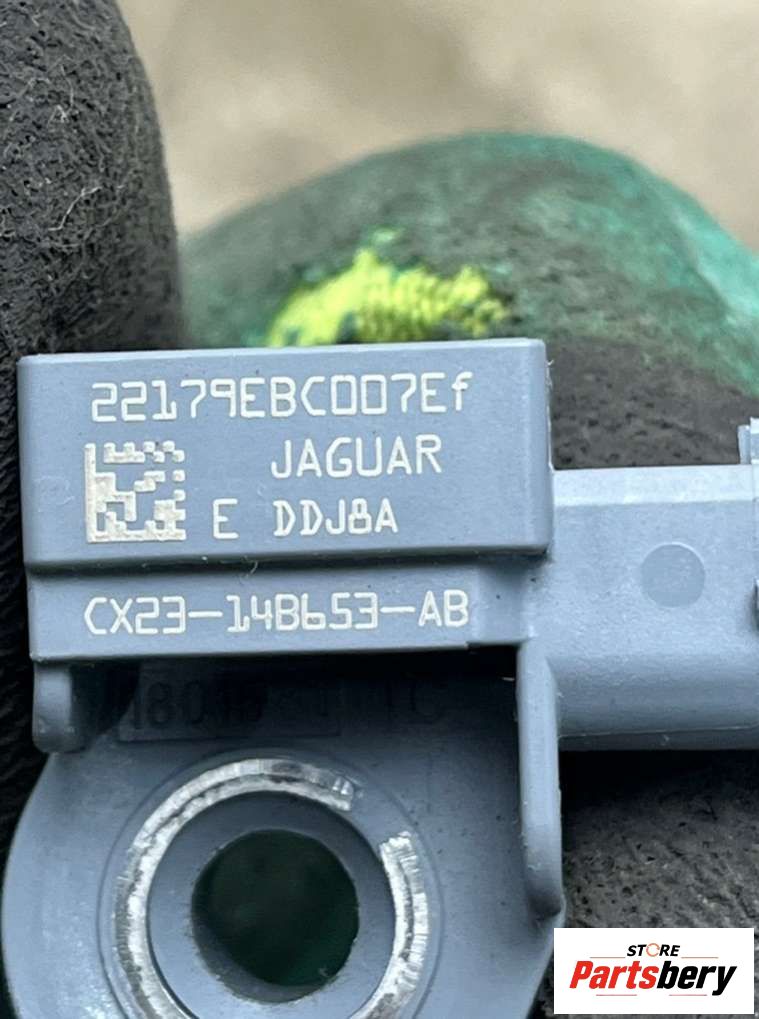 22179EBC007Ef
JAGUAR
E DDJ8A
CX23-14B653-AB
STORE
Partsbery